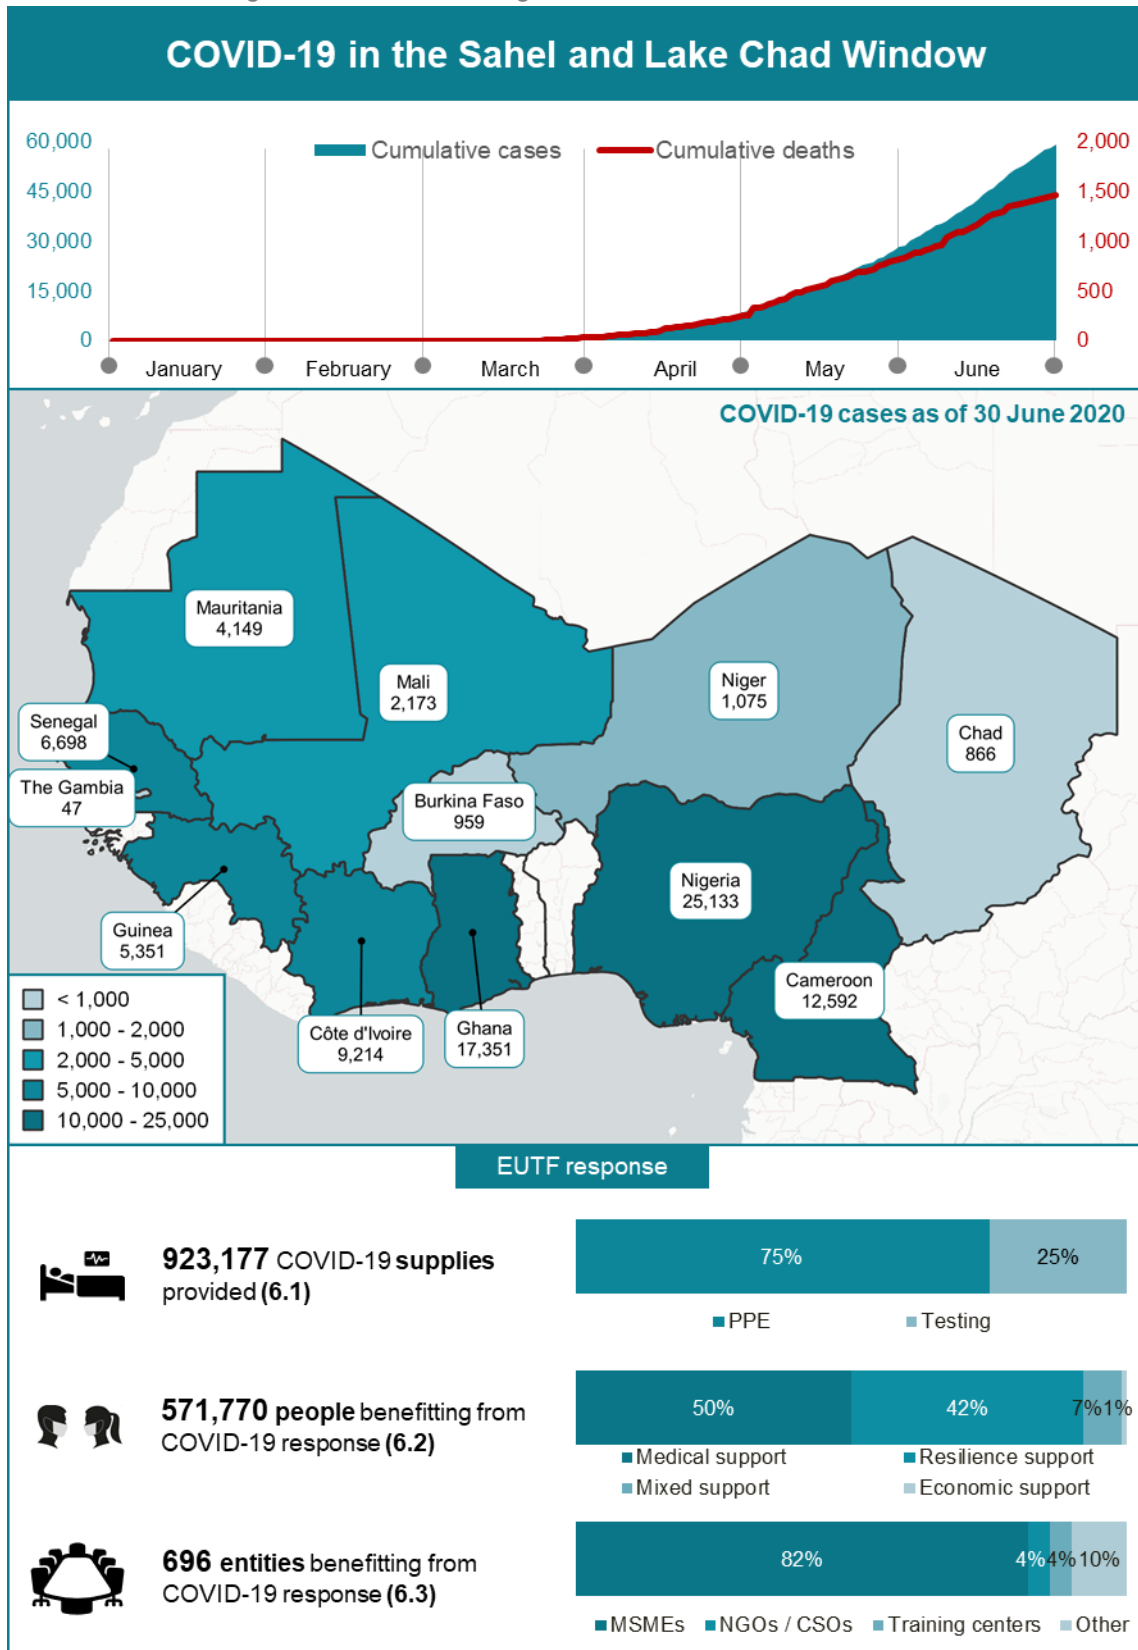 COVID-19 in the Sahel and Lake Chad Window
60,000
45,000
30,000
15,000
0
Cumulative cases
Cumulative deaths
2,000
1,500
1,000
500
0
January
February
March
April
May
June
COVID-19 cases as of 30 June 2020
Mauritania
4,149
Mali
2,173
Niger
1,075
Chad
866
Senegal
6,698
The Gambia
47
Burkina Faso
959
Nigeria
25,133
Guinea
5,351
Cameroon
12,592
Côte d'Ivoire
9,214
Ghana
17,351
< 1,000
1,000 - 2,000
2,000 - 5,000
5,000 - 10,000
10,000 - 25,000
EUTF response
923,177 COVID-19 supplies
provided (6.1)
75%
25%
PPE
Testing
571,770 people benefitting from
COVID-19 response (6.2)
50%
42%
7%
1%
Medical support
Resilience support
Mixed support
Economic support
696 entities benefitting from
COVID-19 response (6.3)
82%
4%
4%
10%
MSMEs
NGOs / CSOs
Training centers
Other